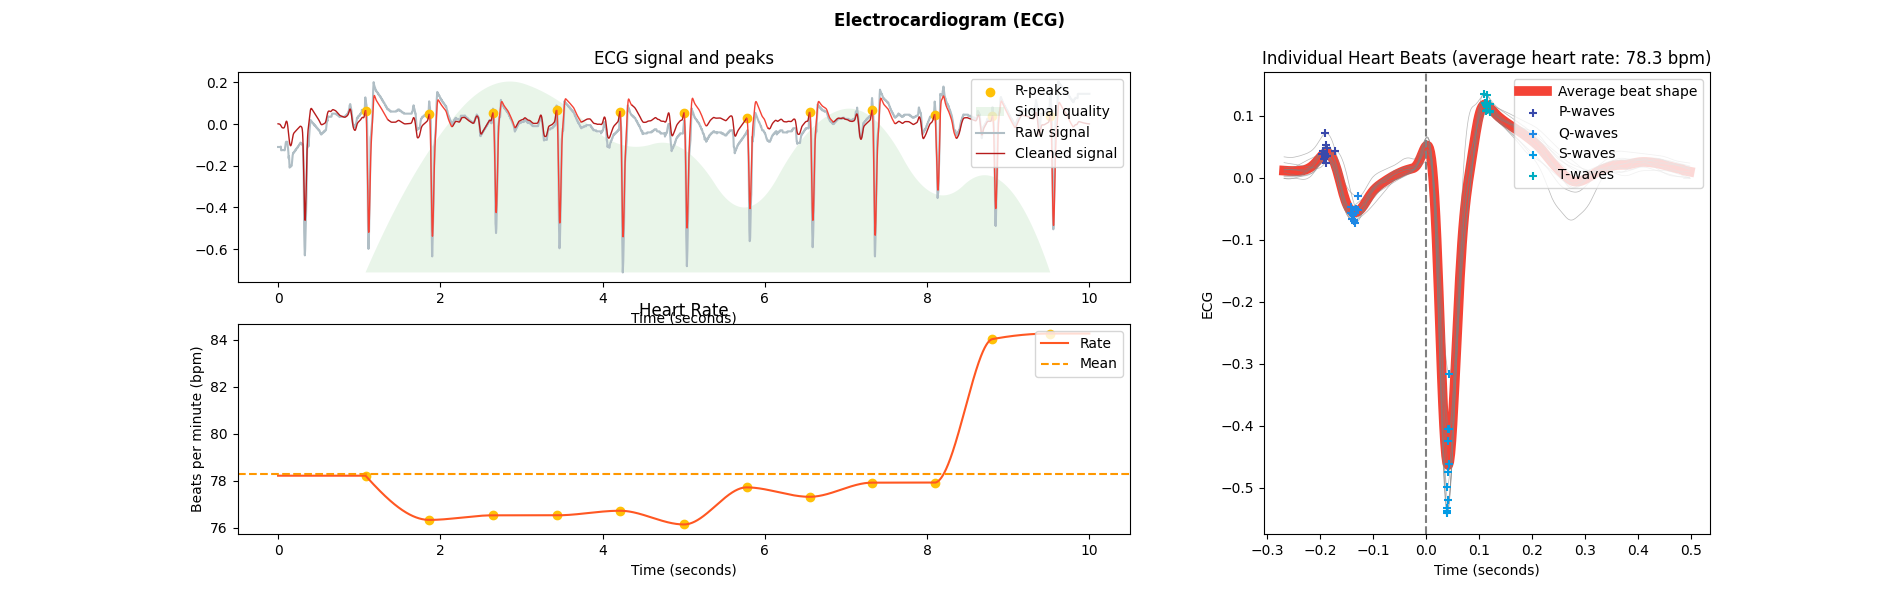 Electrocardiogram (ECG)
ECG signal and peaks
0.2
0.0
−0.2
−0.4
−0.6
R-peaks
Signal quality
Raw signal
Cleaned signal
0 2 4 6 8 10
Time (seconds)
Heart Rate
Beats per minute (bpm)
84
82
80
78
76
Rate
Mean
0 2 4 6 8 10
Time (seconds)
Individual Heart Beats (average heart rate: 78.3 bpm)
ECG
0.1
0.0
−0.1
−0.2
−0.3
−0.4
−0.5
Average beat shape
P-waves
Q-waves
S-waves
T-waves
−0.3 −0.2 −0.1 0.0 0.1 0.2 0.3 0.4 0.5
Time (seconds)